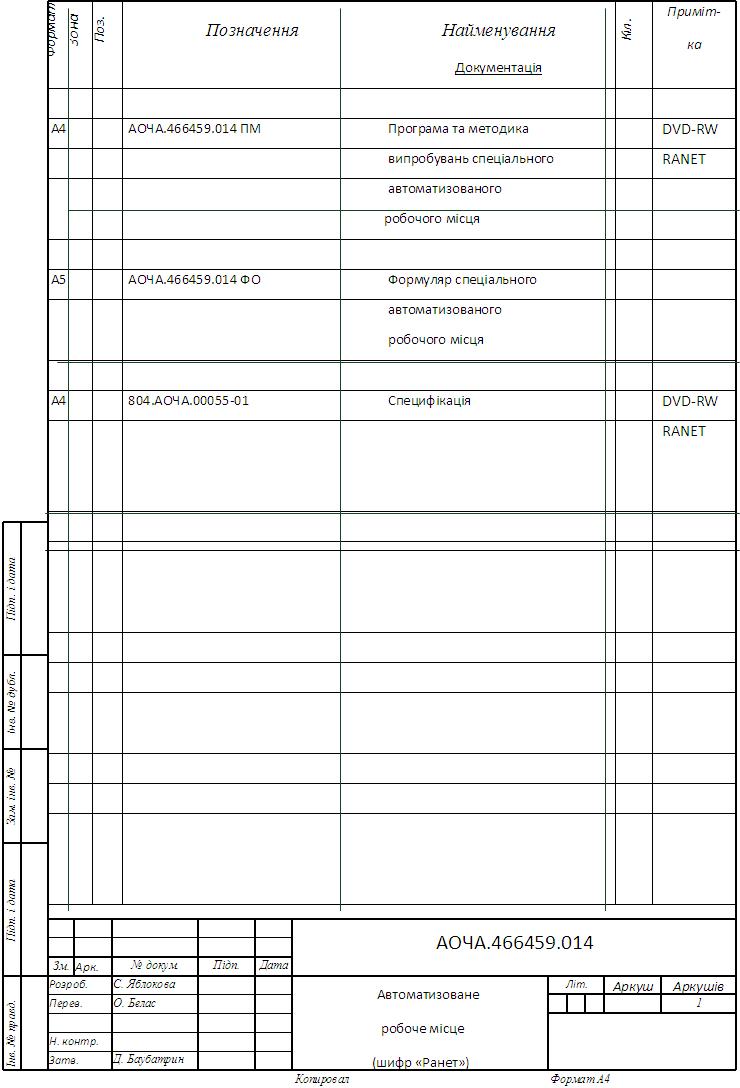 Формат
Зона
Поз.
Позначення
Найменування
Кіл.
Приміт-
ка
Документація
А4 АОЧА.466459.014 ПМ Програма та методика DVD-RW
випробувань спеціального RANET
автоматизованого
робочого місця
А5 АОЧА.466459.014 ФО Формуляр спеціального
автоматизованого
робочого місця
А4 804.АОЧА.00055-01 Специфікація DVD-RW
RANET
Підп. і дата
Інв. № дубл.
Зам. інв. №
Підп. і дата
Інв. № правд.
АОЧА.466459.014
Зм. Арк. № докум. Підп. Дата
Розроб. С. Яблокова
Перев. О. Белас
Н. контр.
Затв. Д. Баубатрин
Автоматизоване
робоче місце
(шифр «Ранет»)
Літ. Аркуш Аркушів
1
Копировал Формат А4